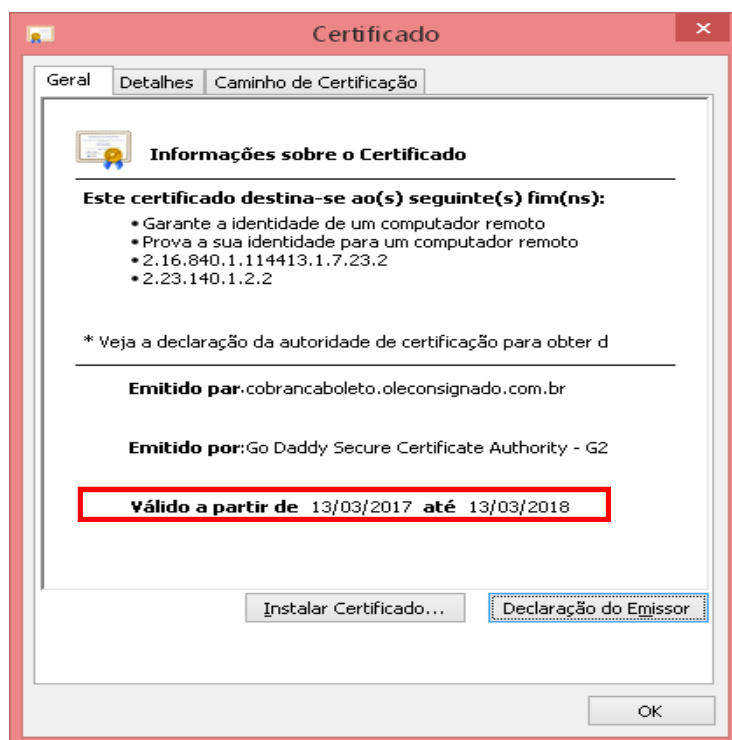 Certificado
Geral Detalhes Caminho de Certificação
Informações sobre o Certificado
Este certificado destina-se ao(s) seguinte(s) fim(ns):
• Garante a identidade de um computador remoto
• Prova a sua identidade para um computador remoto
• 2.16.840.1.114413.1.7.23.2
• 2.23.140.1.2.2
* Veja a declaração da autoridade de certificação para obter d
Emitido par cobrancaboleto.oleconsignado.com.br
Emitido por: Go Daddy Secure Certificate Authority - G2
Válido a partir de 13/03/2017 até 13/03/2018
Instalar Certificado... Declaração do Emissor
OK